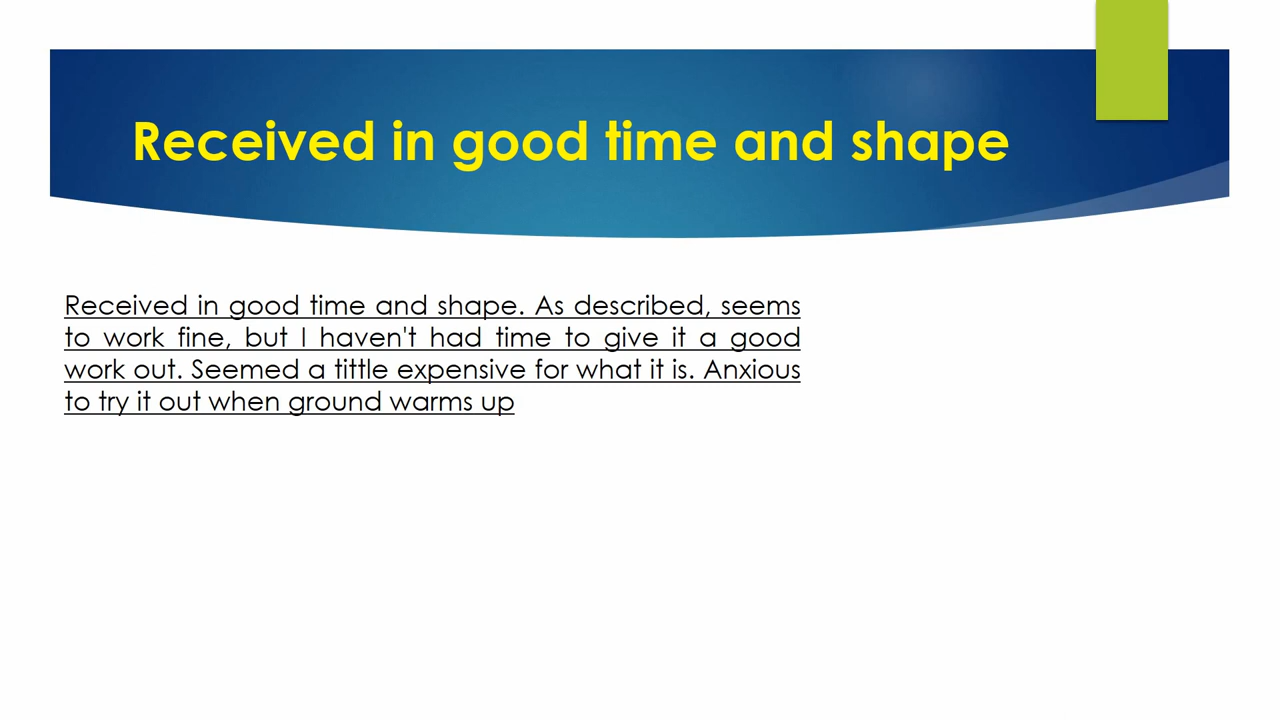 Received in good time and shape
Received in good time and shape. As described, seems
to work fine, but I haven't had time to give it a good
work out. Seemed a tittle expensive for what it is. Anxious
to try it out when ground warms up